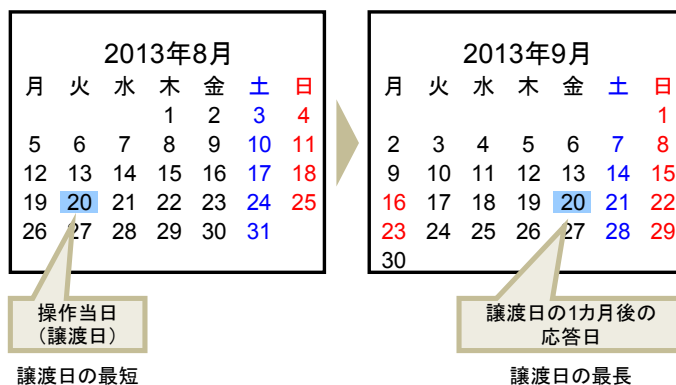 2013年8月
月 火 水 木 金 土 日
1 2 3 4
5 6 7 8 9 10 11
12 13 14 15 16 17 18
19 20 21 22 23 24 25
26 27 28 29 30 31
操作当日
（譲渡日）
譲渡日の最短
2013年9月
月 火 水 木 金 土 日
1
2 3 4 5 6 7 8
9 10 11 12 13 14 15
16 17 18 19 20 21 22
23 24 25 26 27 28 29
30
譲渡日の1カ月後の
応答日
譲渡日の最長